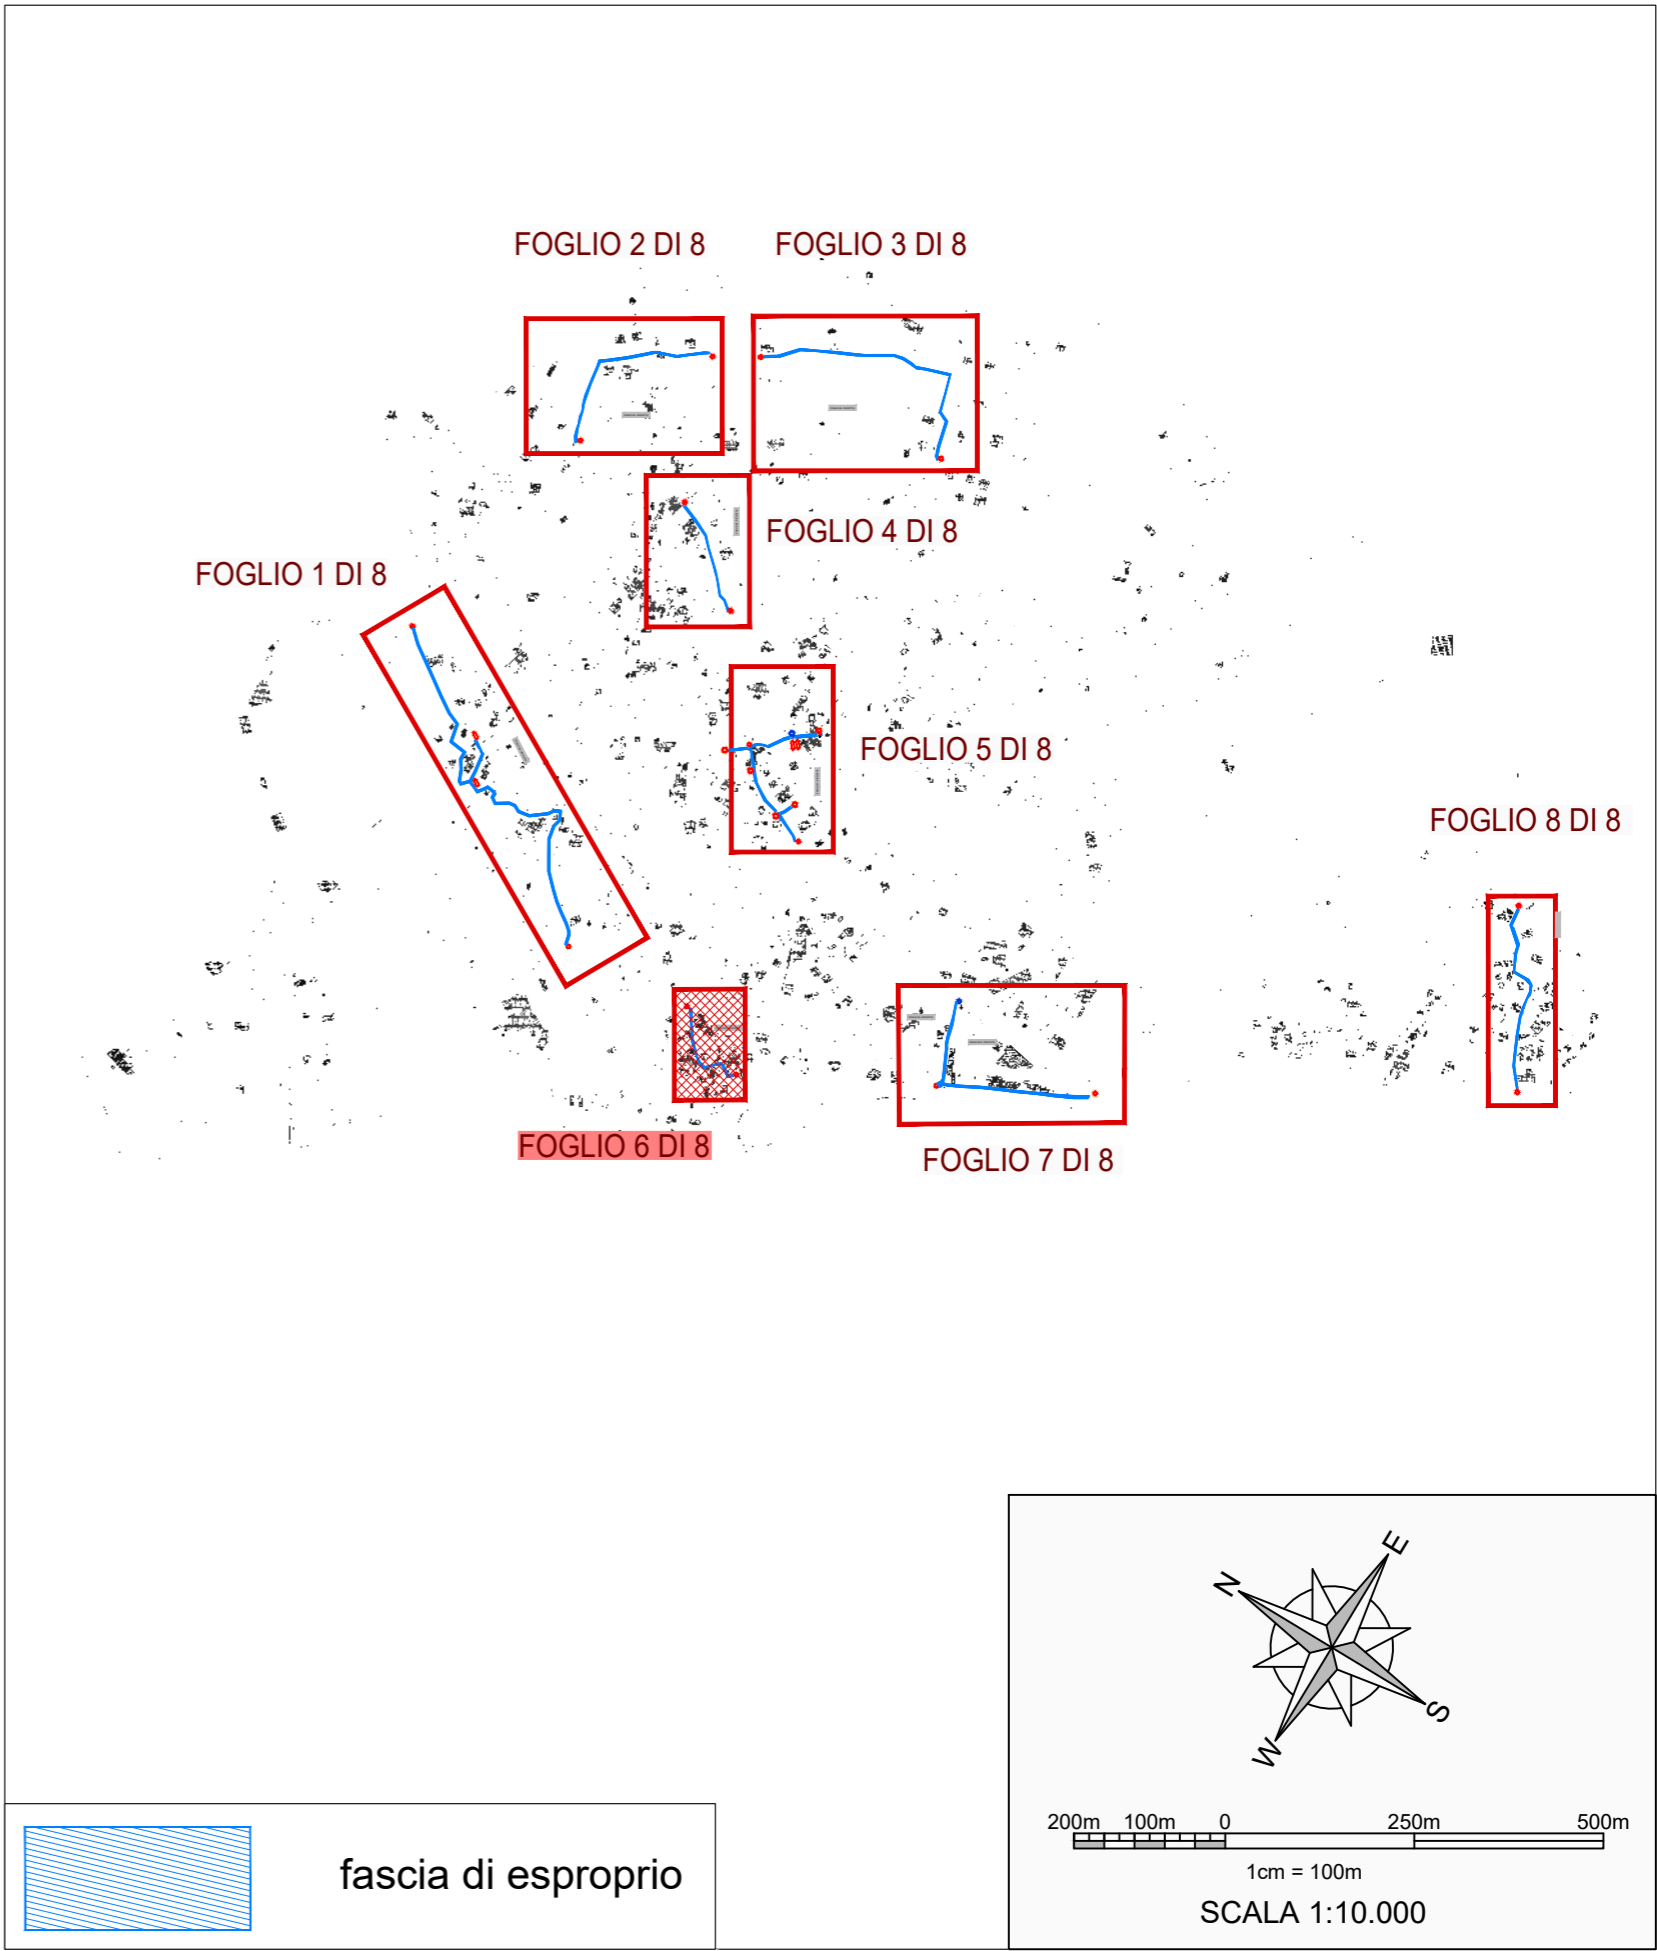 FOGLIO 2 DI 8
FOGLIO 3 DI 8
FOGLIO 4 DI 8
FOGLIO 1 DI 8
FOGLIO 5 DI 8
FOGLIO 8 DI 8
FOGLIO 6 DI 8
FOGLIO 7 DI 8
N
E
S
W
200m 100m 0 250m 500m
1cm = 100m
SCALA 1:10.000
fascia di esproprio